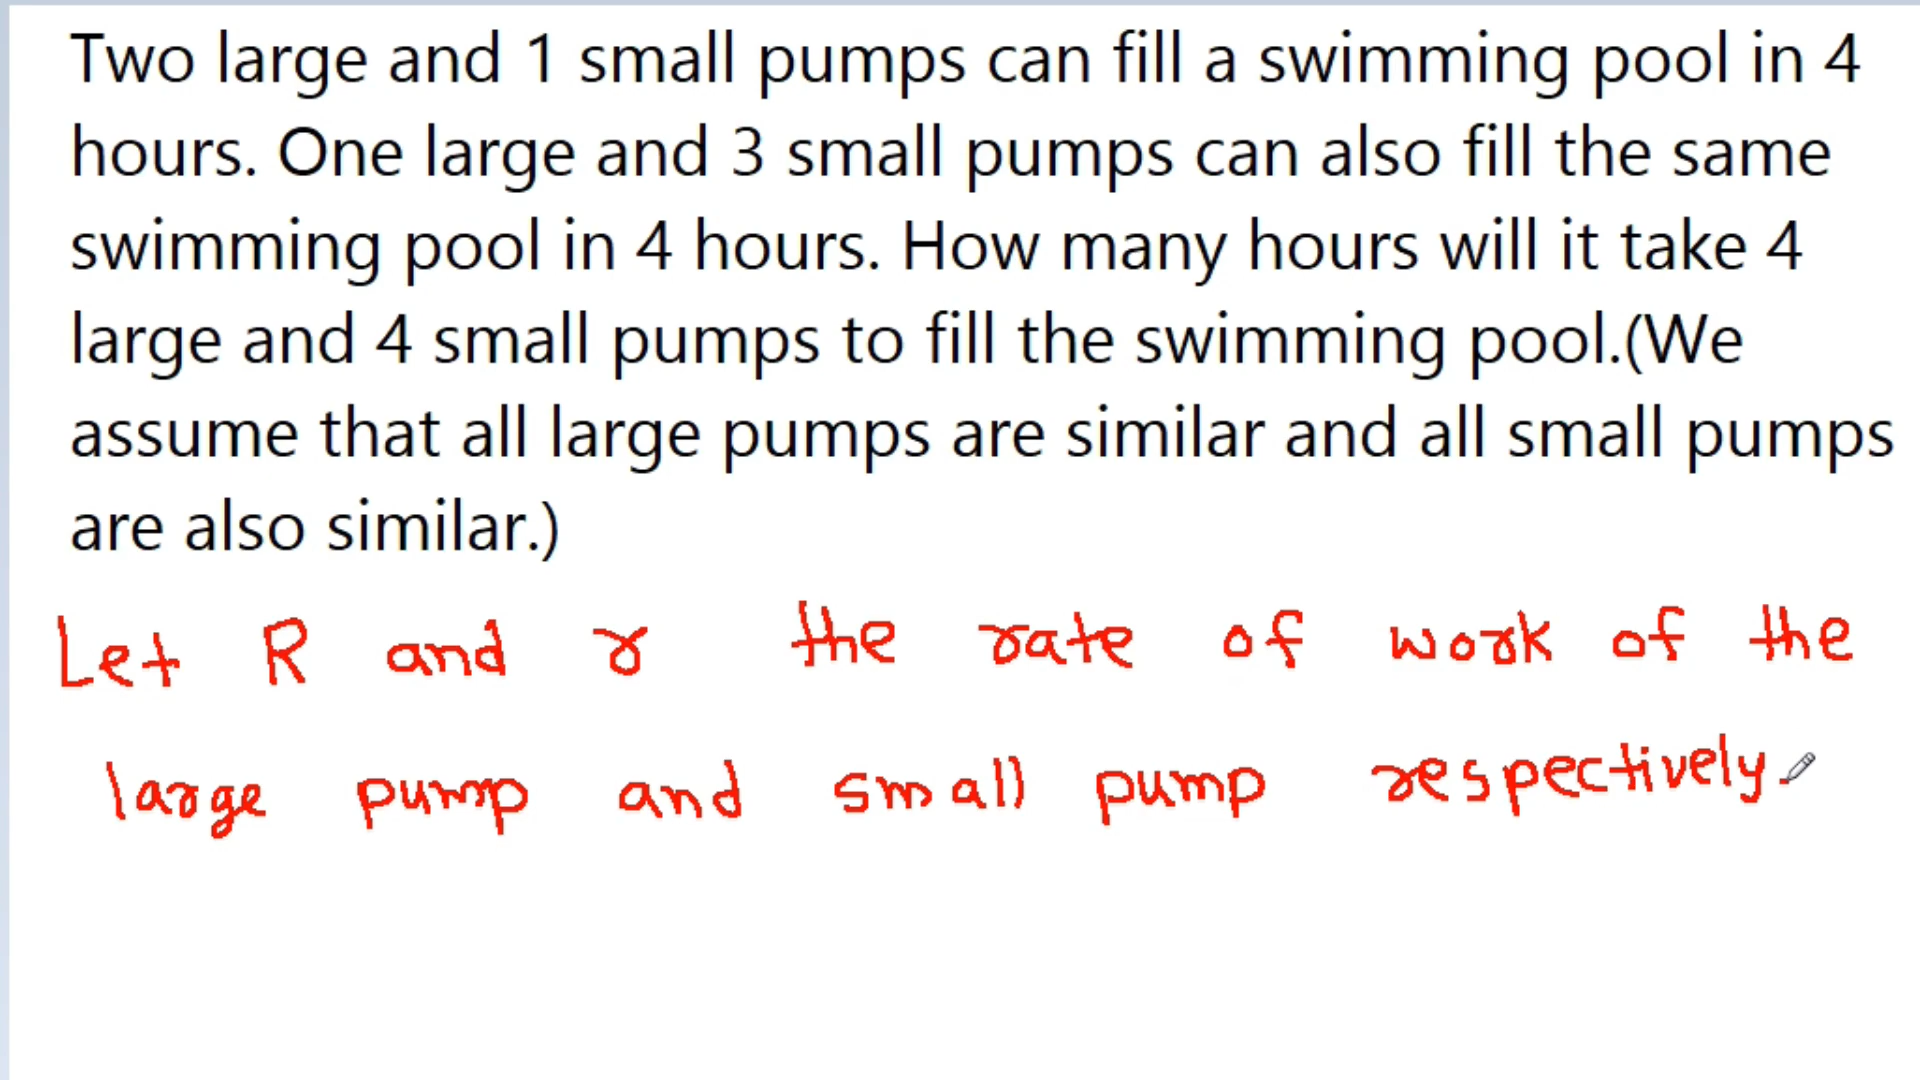 Two large and 1 small pumps can fill a swimming pool in 4
hours. One large and 3 small pumps can also fill the same
swimming pool in 4 hours. How many hours will it take 4
large and 4 small pumps to fill the swimming pool.(We
assume that all large pumps are similar and all small pumps
are also similar.)
Let R and r the rate of work of the
large pump and small pump respectively.